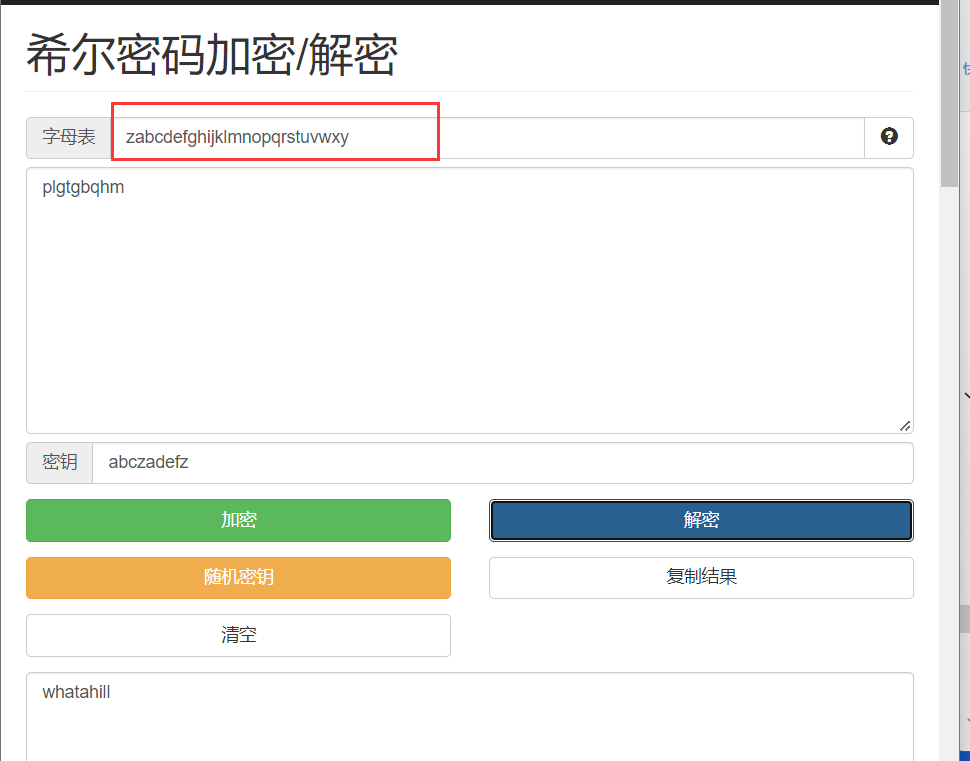 希尔密码加密/解密
字母表 zabcdefghijklmnopqrstuvwxy
plgtgbqhm
密钥 abczadefz
加密 解密
随机密钥 复制结果
清空
whatahill